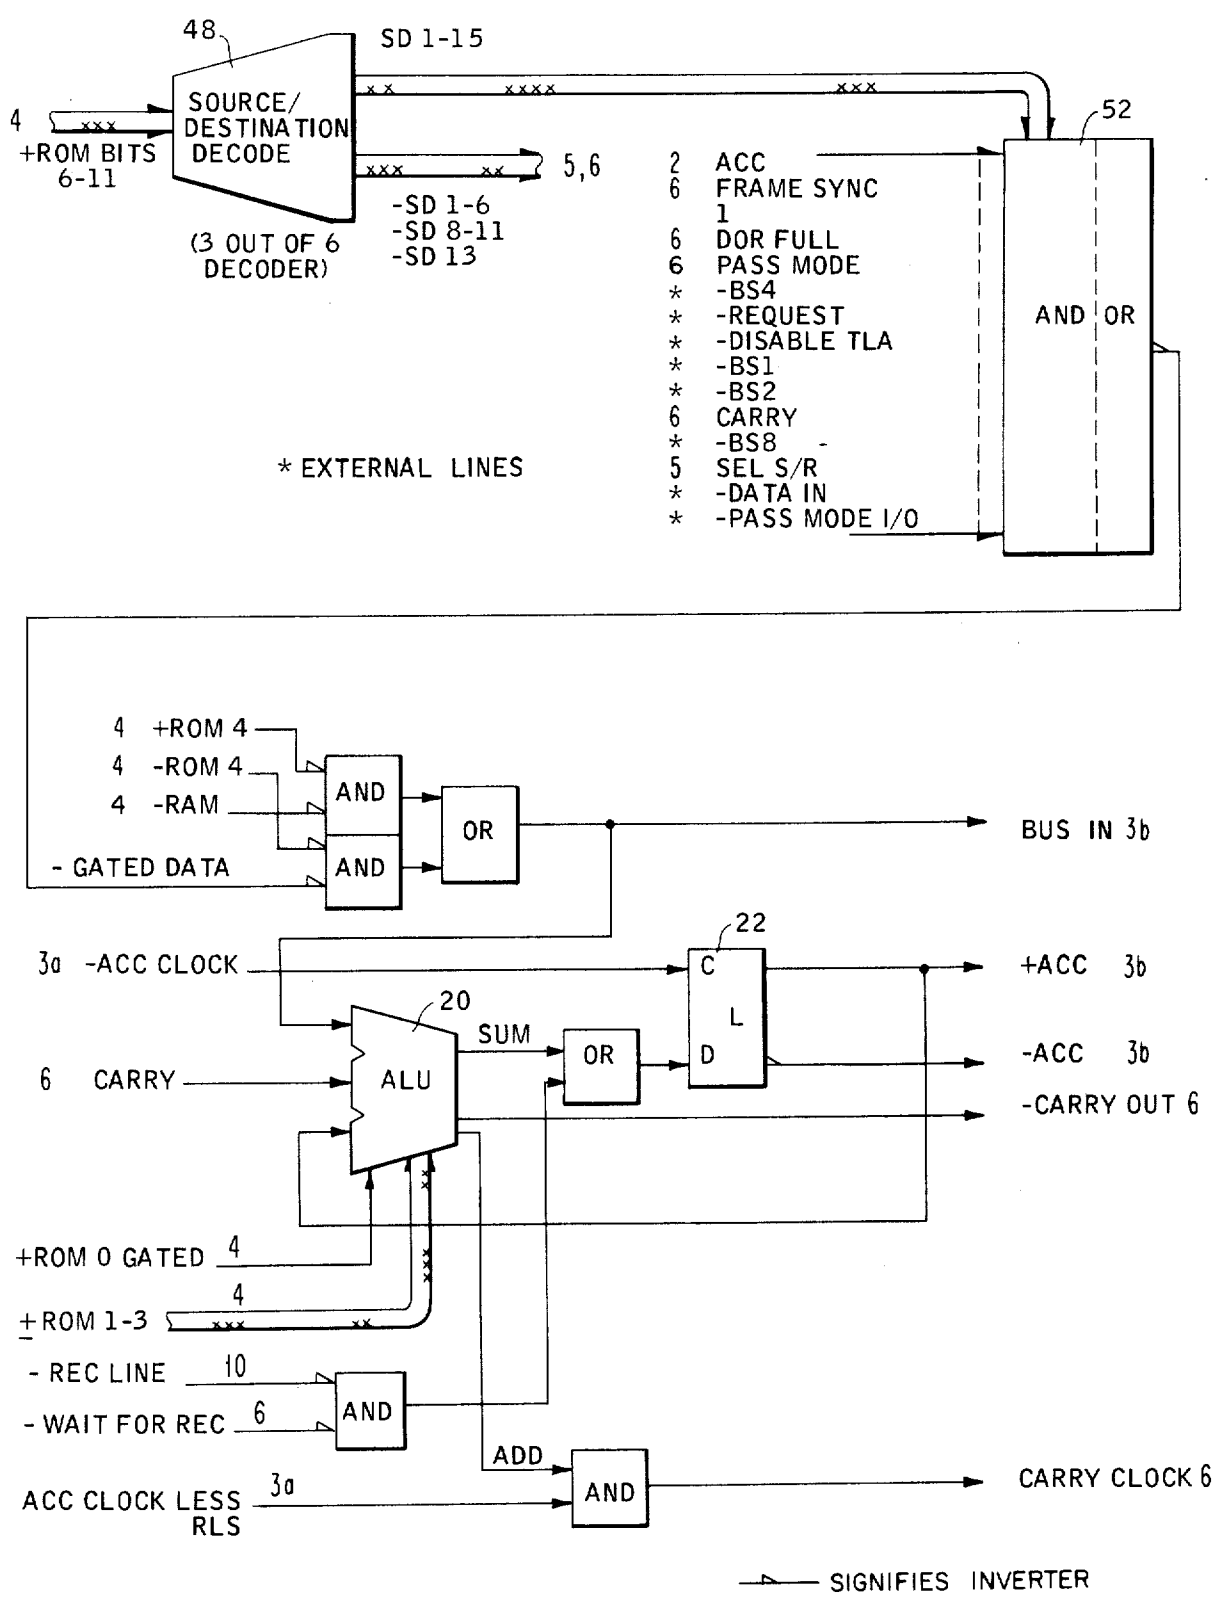 48
SD 1-15
4
+ROM BITS
6-11
SOURCE/
DESTINATION
DECODE
(3 OUT OF 6
DECODER)
5,6
-SD 1-6
-SD 8-11
-SD 13
52
2 ACC
6 FRAME SYNC
1
6 DOR FULL
6 PASS MODE
* -BS4
* -REQUEST
* -DISABLE TLA
* -BS1
* -BS2
6 CARRY
* -BS8
5 SEL S/R
* -DATA IN
* -PASS MODE I/O
AND OR
* EXTERNAL LINES
4 +ROM 4
4 -ROM 4
4 -RAM
- GATED DATA
AND
AND
OR
BUS IN 3b
3a -ACC CLOCK
22
C
L
D
+ACC 3b
-ACC 3b
-CARRY OUT 6
20
SUM
OR
6 CARRY
ALU
+ROM 0 GATED 4
4
±ROM 1-3
- REC LINE 10
- WAIT FOR REC 6
AND
ADD
ACC CLOCK LESS 3a
RLS
AND
CARRY CLOCK 6
SIGNIFIES INVERTER